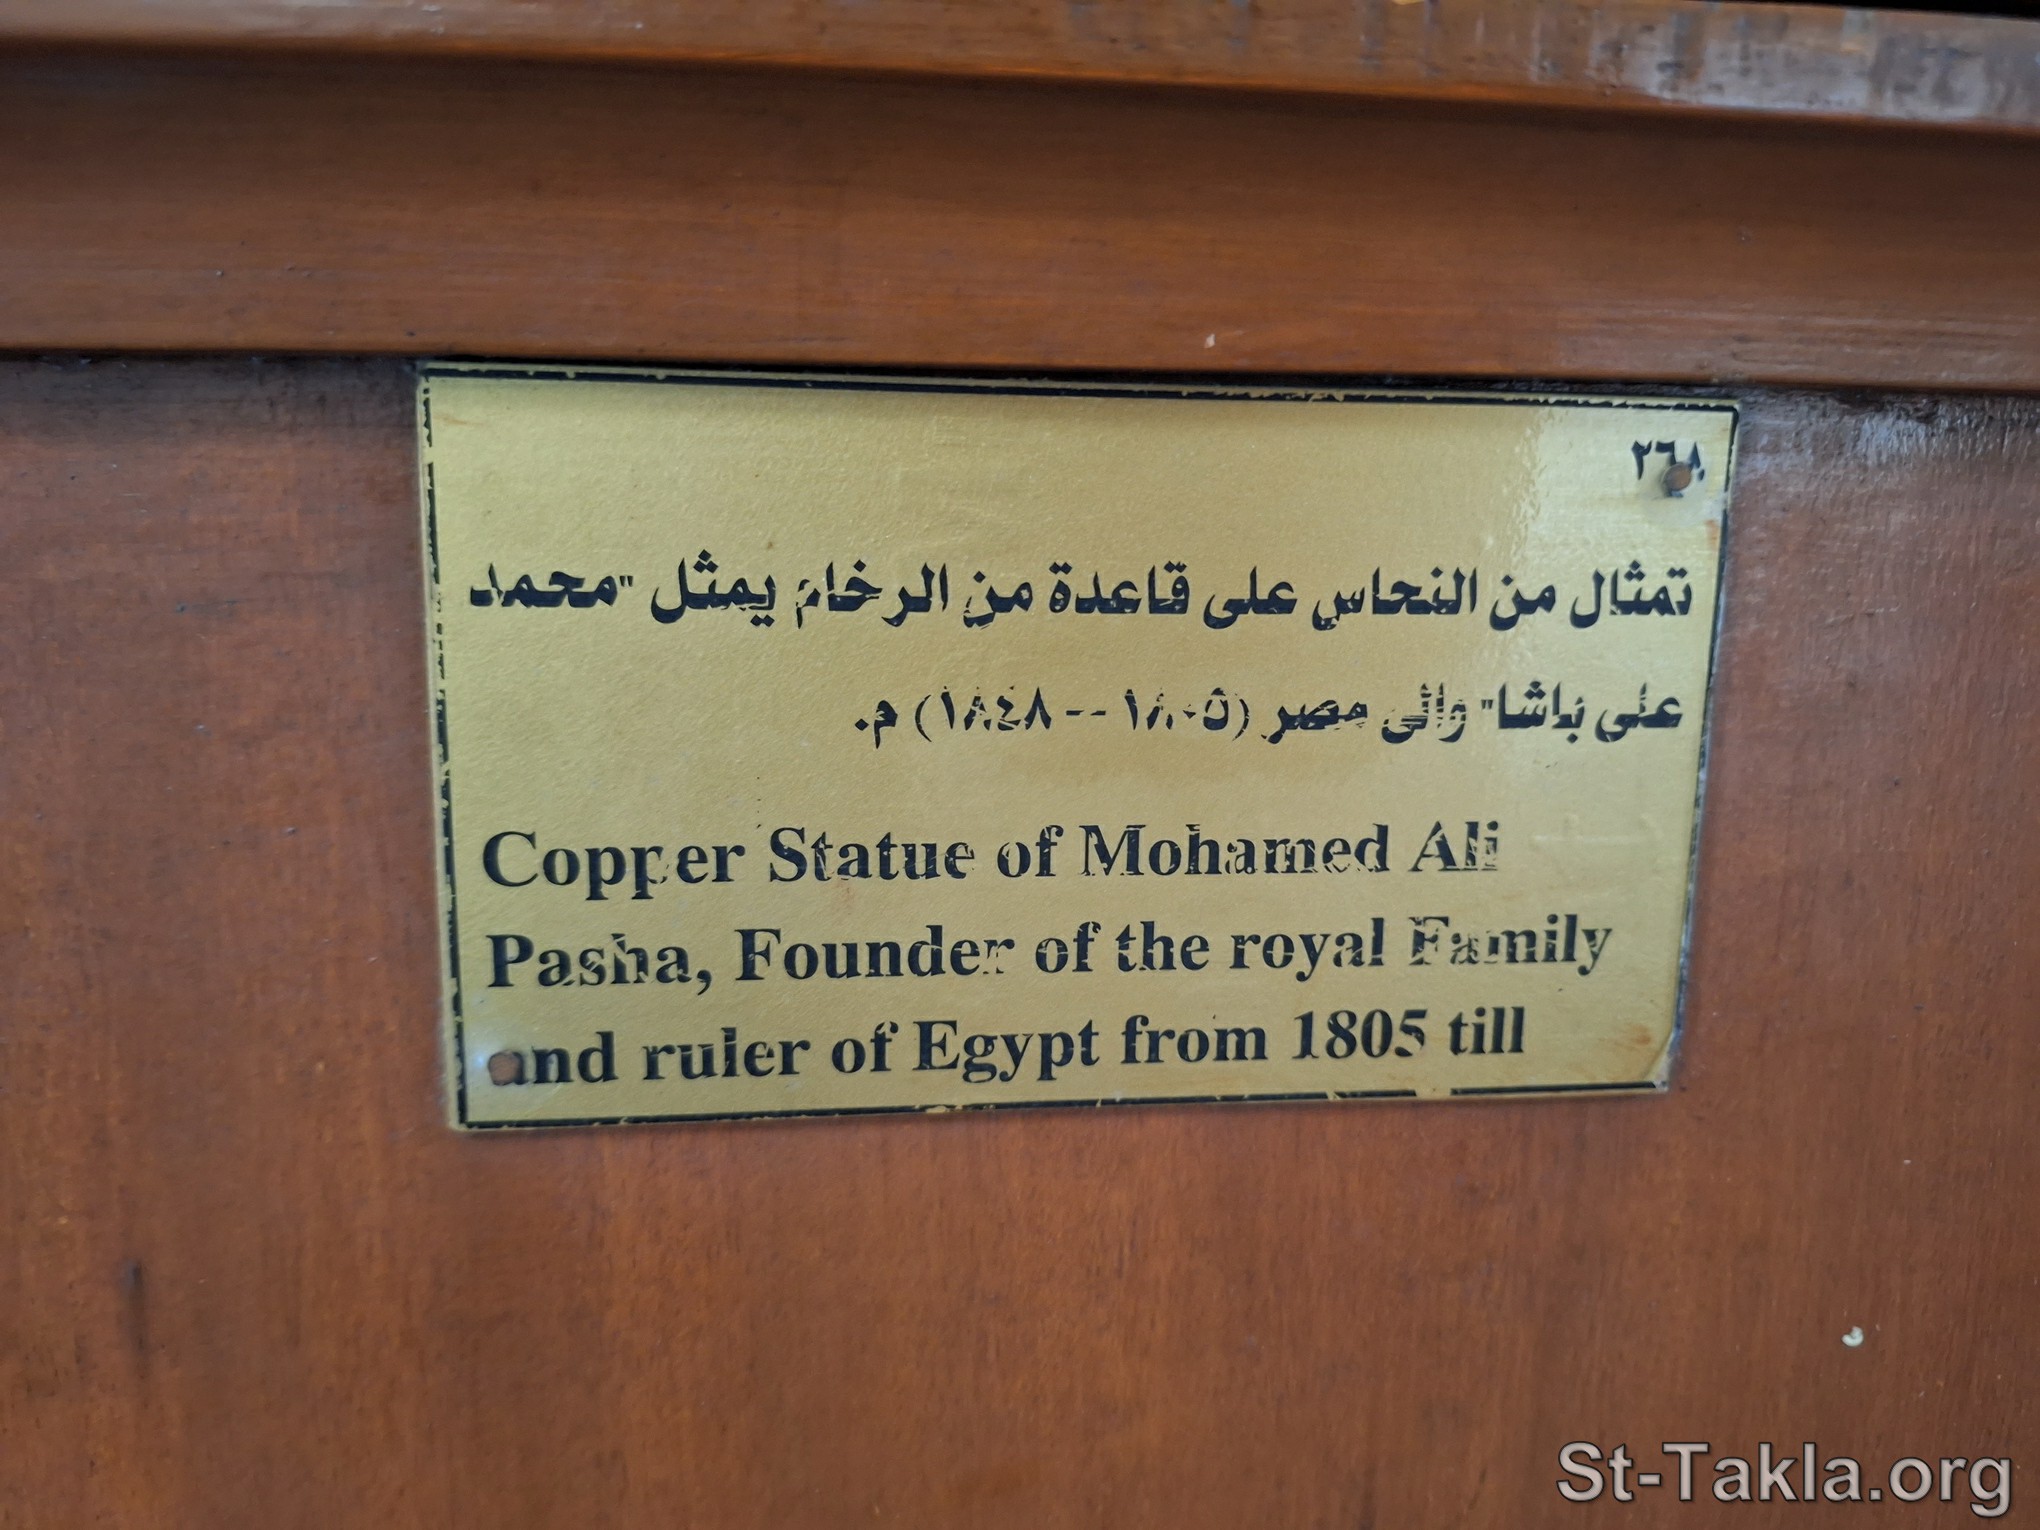 ٢٦٨
تمثال من النحاس على قاعدة من الرخام يمثل "محمد
على باشا" والى مصر (١٨٠٥ -- ١٨٤٨) م.
Copper Statue of Mohamed Ali
Pasha, Founder of the royal Family
and ruler of Egypt from 1805 till
St-Takla.org